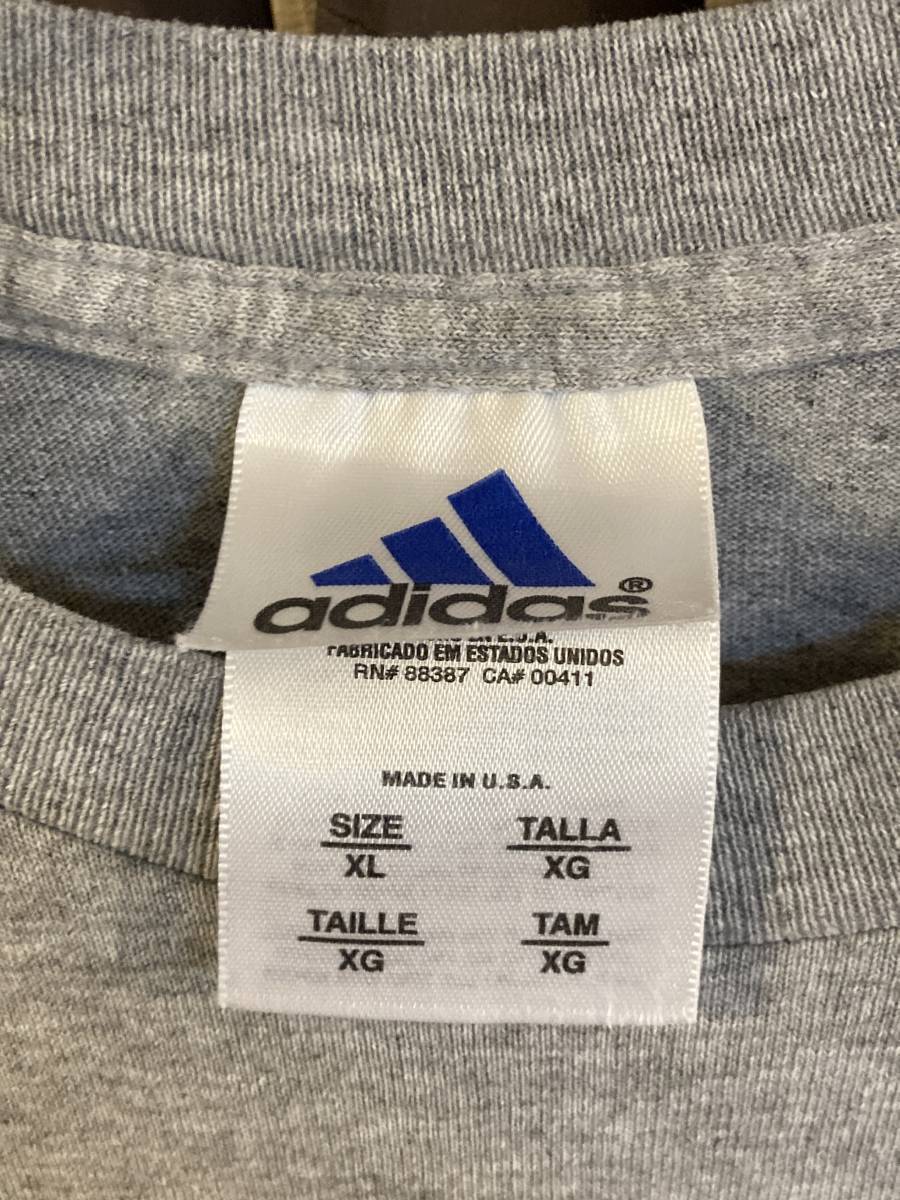 adidas®
FABRICADO EM ESTADOS UNIDOS
RN# 88387 CA# 00411
MADE IN U.S.A.
SIZE TALLA
XL XG
TAILLE TAM
XG XG